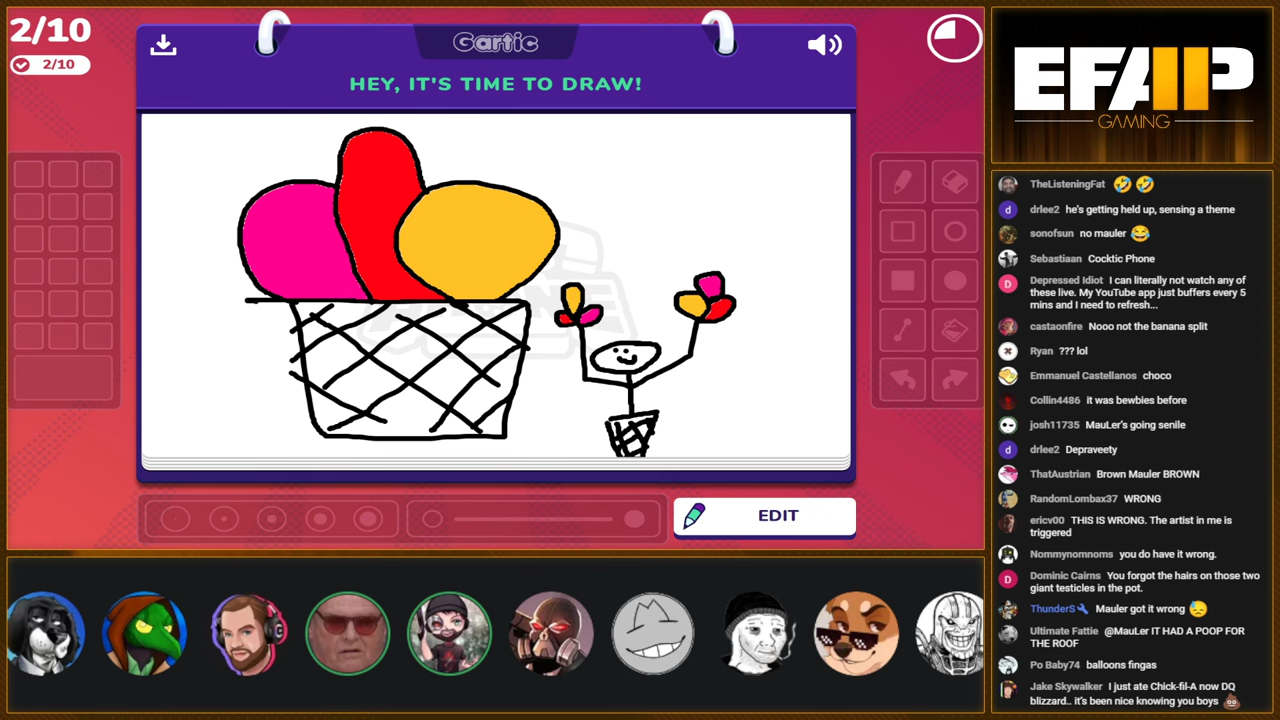 2/10
2/10
Gartic
HEY, IT'S TIME TO DRAW!
EDIT
EFAP
GAMING
TheListeningFat 🤣 🤣
d drlee2 he's getting held up, sensing a theme
sonofsun no mauler 😂
Sebastiaan Cocktic Phone
D Depressed Idiot I can literally not watch any of
these live. My YouTube app just buffers every 5
mins and I need to refresh...
castaonfire Nooo not the banana split
Ryan ??? lol
Emmanuel Castellanos choco
Collin4486 it was bewbies before
josh11735 MauLer's going senile
d drlee2 Depraveety
ThatAustrian Brown Mauler BROWN
RandomLombax37 WRONG
ericv00 THIS IS WRONG. The artist in me is
triggered
Nommynomnoms you do have it wrong.
D Dominic Cairns You forgot the hairs on those two
giant testicles in the pot.
ThunderS Mauler got it wrong 😓
Ultimate Fattie @MauLer IT HAD A POOP FOR
THE ROOF
Po Baby74 balloons fingas
Jake Skywalker I just ate Chick-fil-A now DQ
blizzard.. it's been nice knowing you boys 💩